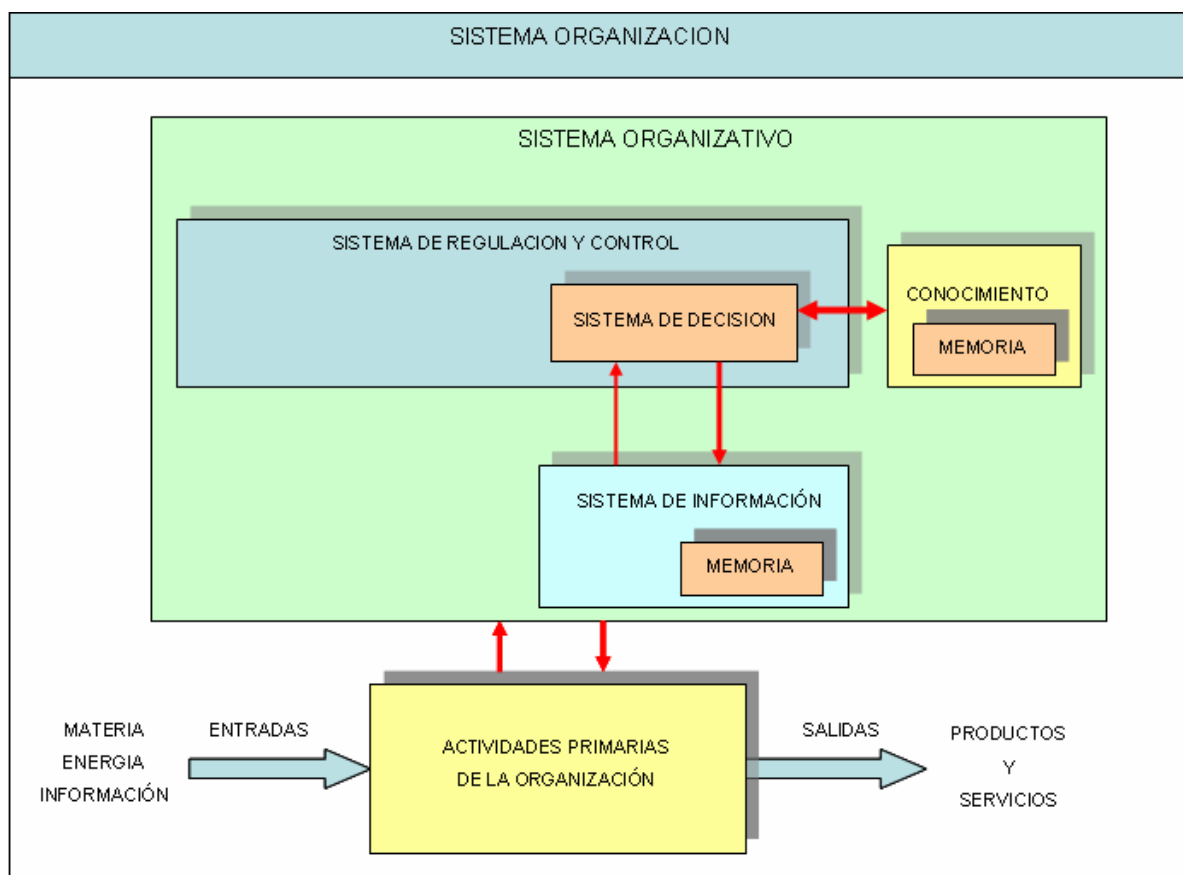 SISTEMA ORGANIZACION
SISTEMA ORGANIZATIVO
SISTEMA DE REGULACION Y CONTROL
SISTEMA DE DECISION
CONOCIMIENTO
MEMORIA
SISTEMA DE INFORMACIÓN
MEMORIA
MATERIA
ENERGIA
INFORMACIÓN
ENTRADAS
ACTIVIDADES PRIMARIAS
DE LA ORGANIZACIÓN
SALIDAS
PRODUCTOS
Y
SERVICIOS